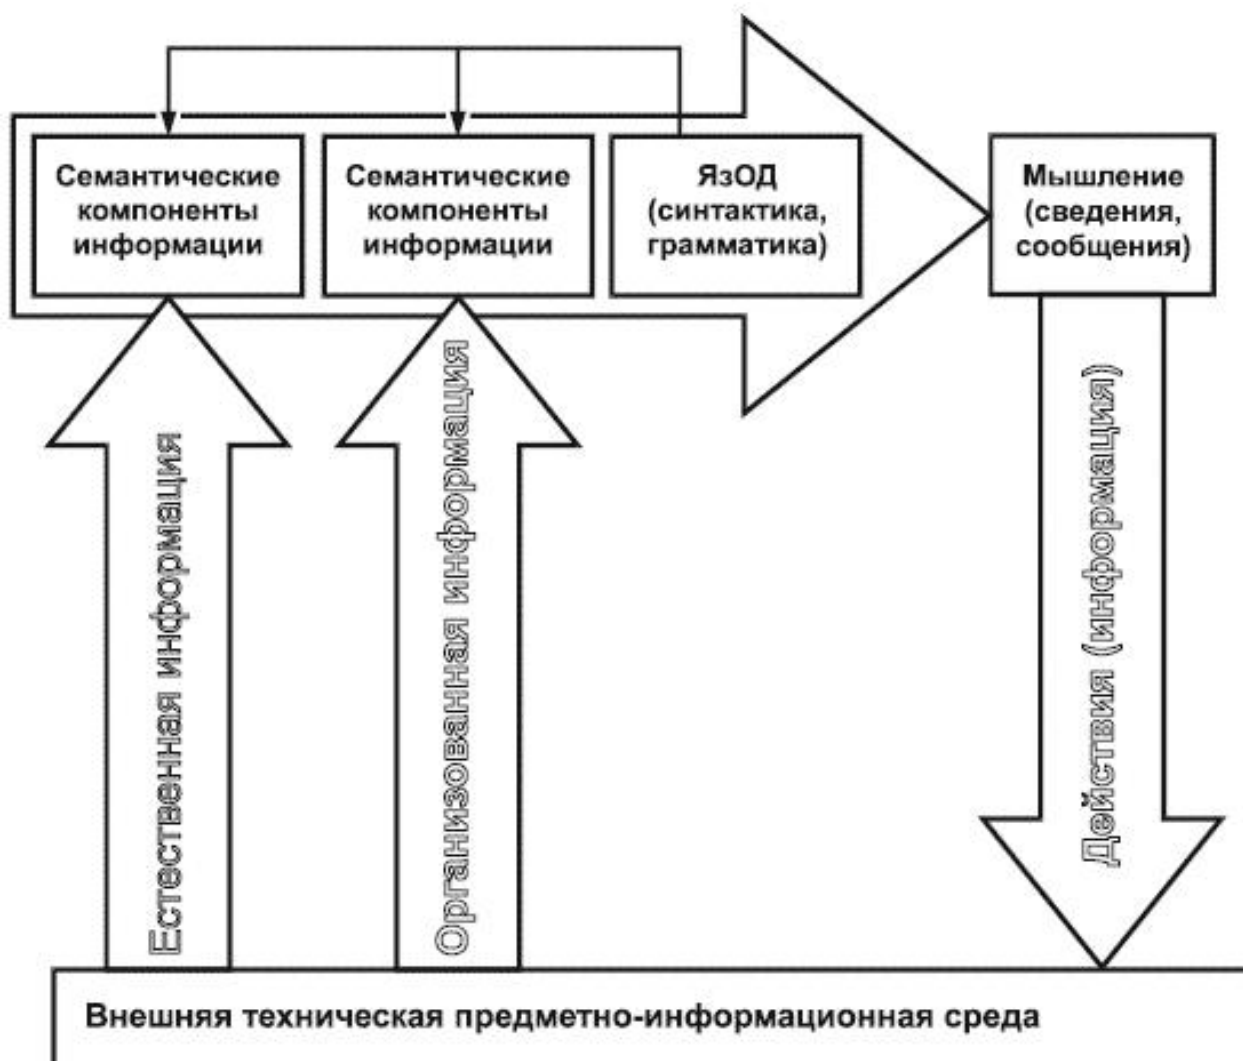 Семантические
компоненты
информации
Семантические
компоненты
информации
ЯзОД
(синтактика,
грамматика)
Мышление
(сведения,
сообщения)
Естественная информация
Организованная информация
Действия (информация)
Внешняя техническая предметно-информационная среда